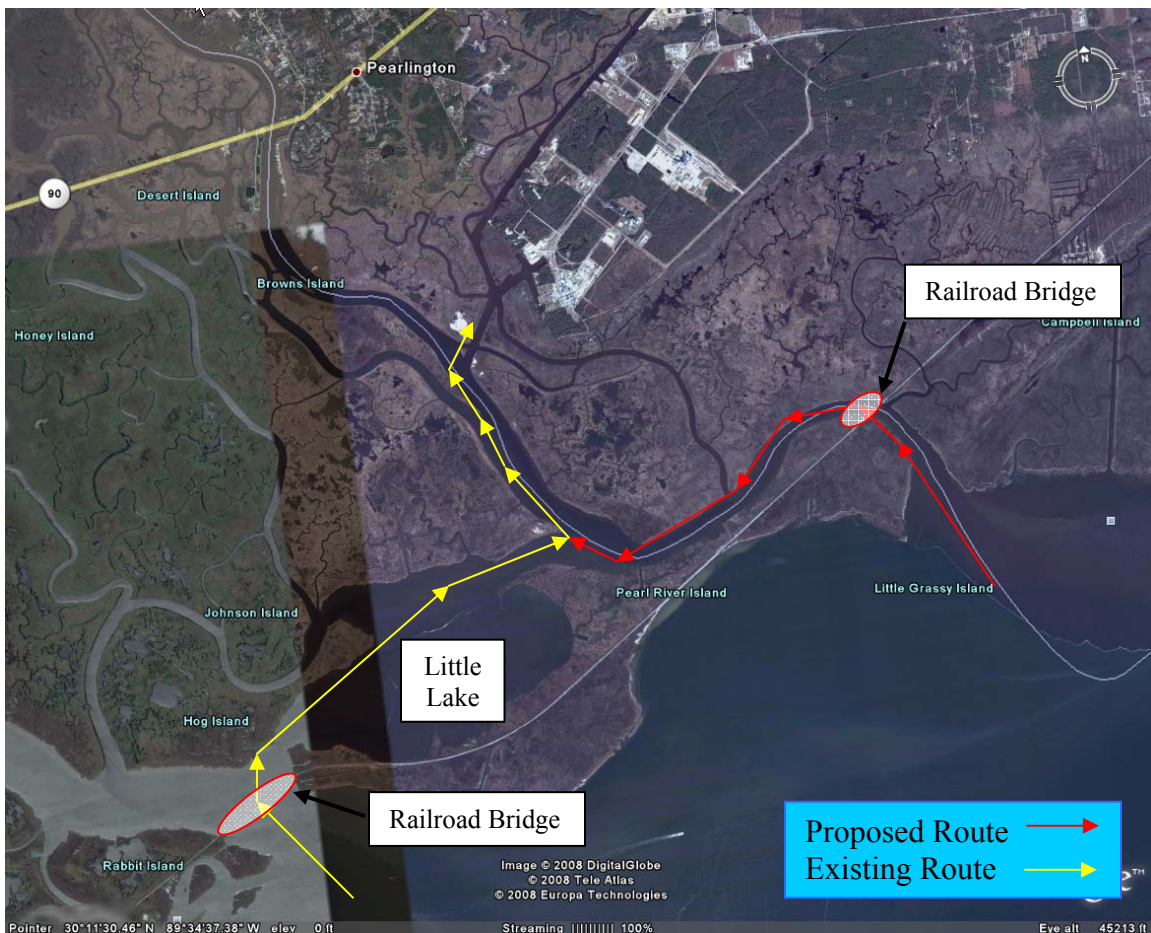 N
Pearlington
90
Desert Island
Browns Island
Honey Island
Railroad Bridge
Campbell Island
Pearl River Island
Little Grassy Island
Johnson Island
Little
Lake
Hog Island
Railroad Bridge
Rabbit Island
Proposed Route
Existing Route
Image © 2008 DigitalGlobe
© 2008 Tele Atlas
© 2008 Europa Technologies
Pointer 30°11'30.46" N 89°34'37.38" W elev 0 ft Streaming |||||||||| 100% Eye alt 45213 ft